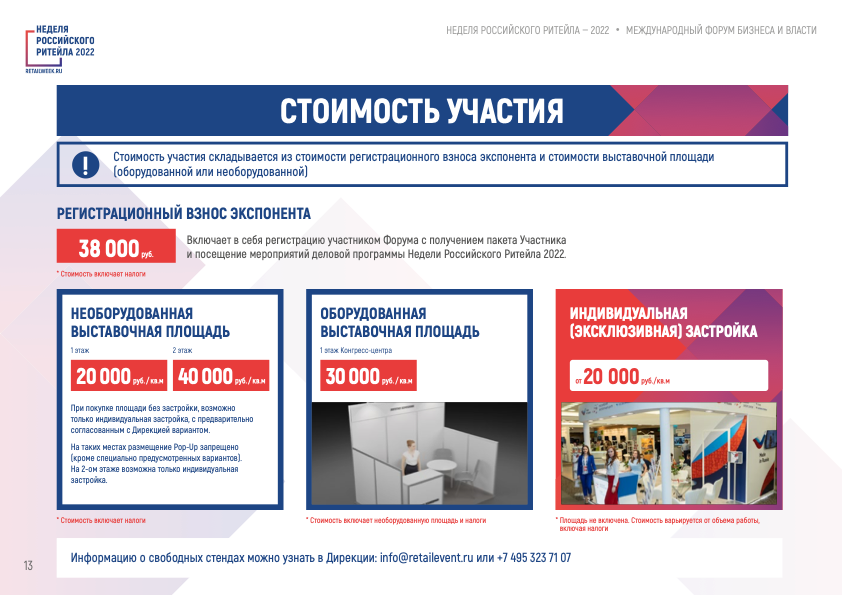 НЕДЕЛЯ
РОССИЙСКОГО
РИТЕЙЛА 2022
RETAILWEEK.RU
НЕДЕЛЯ РОССИЙСКОГО РИТЕЙЛА – 2022 • МЕЖДУНАРОДНЫЙ ФОРУМ БИЗНЕСА И ВЛАСТИ
СТОИМОСТЬ УЧАСТИЯ
!
Стоимость участия складывается из стоимости регистрационного взноса экспонента и стоимости выставочной площади
(оборудованной или необорудованной)
РЕГИСТРАЦИОННЫЙ ВЗНОС ЭКСПОНЕНТА
38 000 руб.
Включает в себя регистрацию участником Форума с получением пакета Участника
и посещение мероприятий деловой программы Недели Российского Ритейла 2022.
* Стоимость включает налоги
НЕОБОРУДОВАННАЯ
ВЫСТАВОЧНАЯ ПЛОЩАДЬ
1 этаж 2 этаж
20 000 руб./кв.м 40 000 руб./кв.м
При покупке площади без застройки, возможно
только индивидуальная застройка, с предварительно
согласованным с Дирекцией вариантом.
На таких местах размещение Pop-Up запрещено
(кроме специально предусмотренных вариантов).
На 2-ом этаже возможна только индивидуальная
застройка.
* Стоимость включает налоги
ОБОРУДОВАННАЯ
ВЫСТАВОЧНАЯ ПЛОЩАДЬ
1 этаж Конгресс-центра
30 000 руб./кв.м
* Стоимость включает необорудованную площадь и налоги
ИНДИВИДУАЛЬНАЯ
(ЭКСКЛЮЗИВНАЯ) ЗАСТРОЙКА
от 20 000 руб./кв.м
* Площадь не включена. Стоимость варьируется от объема работы,
включая налоги
Информацию о свободных стендах можно узнать в Дирекции: info@retailevent.ru или +7 495 323 71 07
13